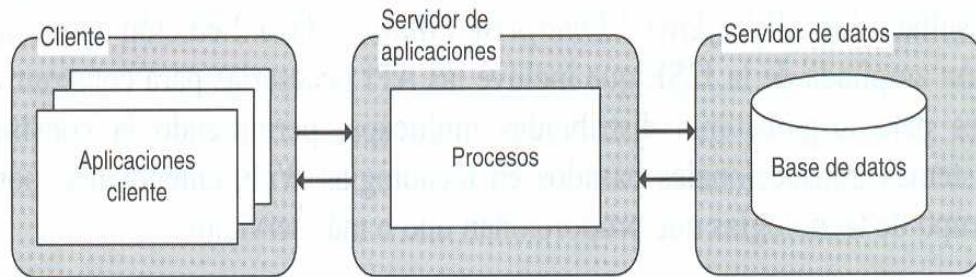 Cliente
Aplicaciones
cliente
Servidor de
aplicaciones
Procesos
Servidor de datos
Base de datos